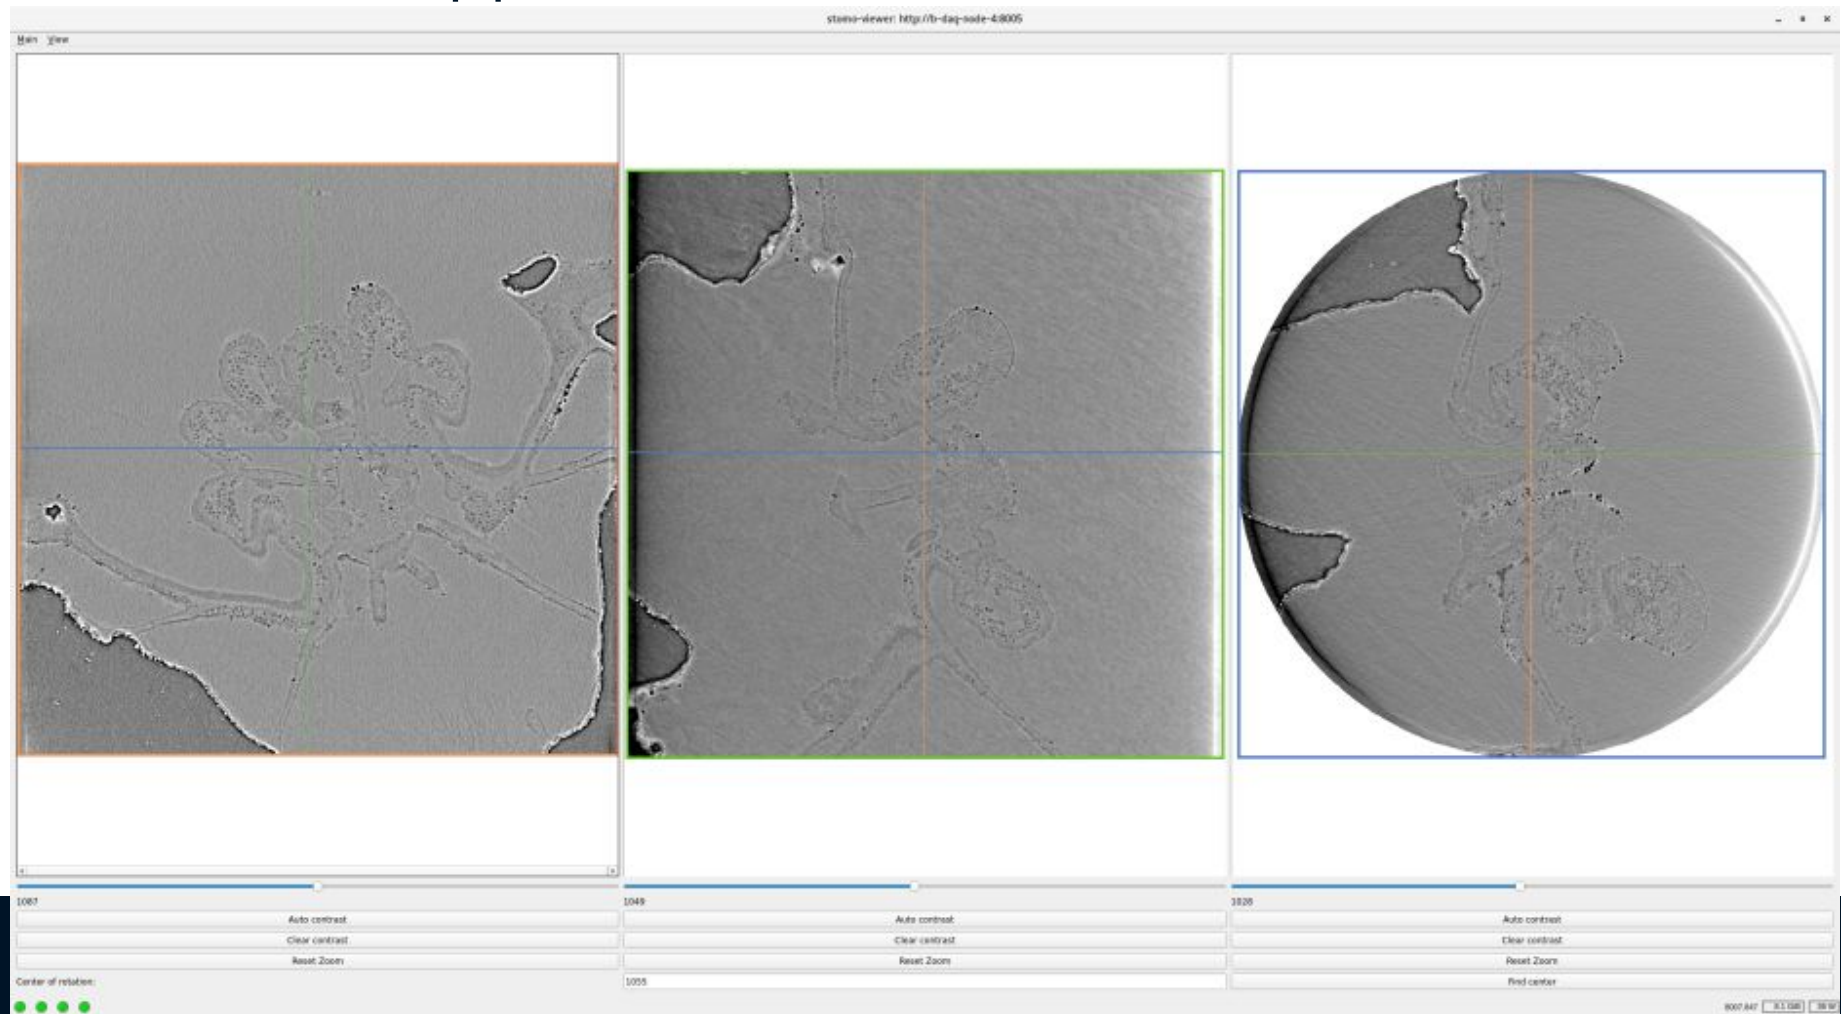 stomo-viewer: http://b-daq-node-4:8005
Main View
1087
1049
1028
Auto contrast
Auto contrast
Auto contrast
Clear contrast
Clear contrast
Clear contrast
Reset Zoom
Reset Zoom
Reset Zoom
Center of rotation:
1055
Find center